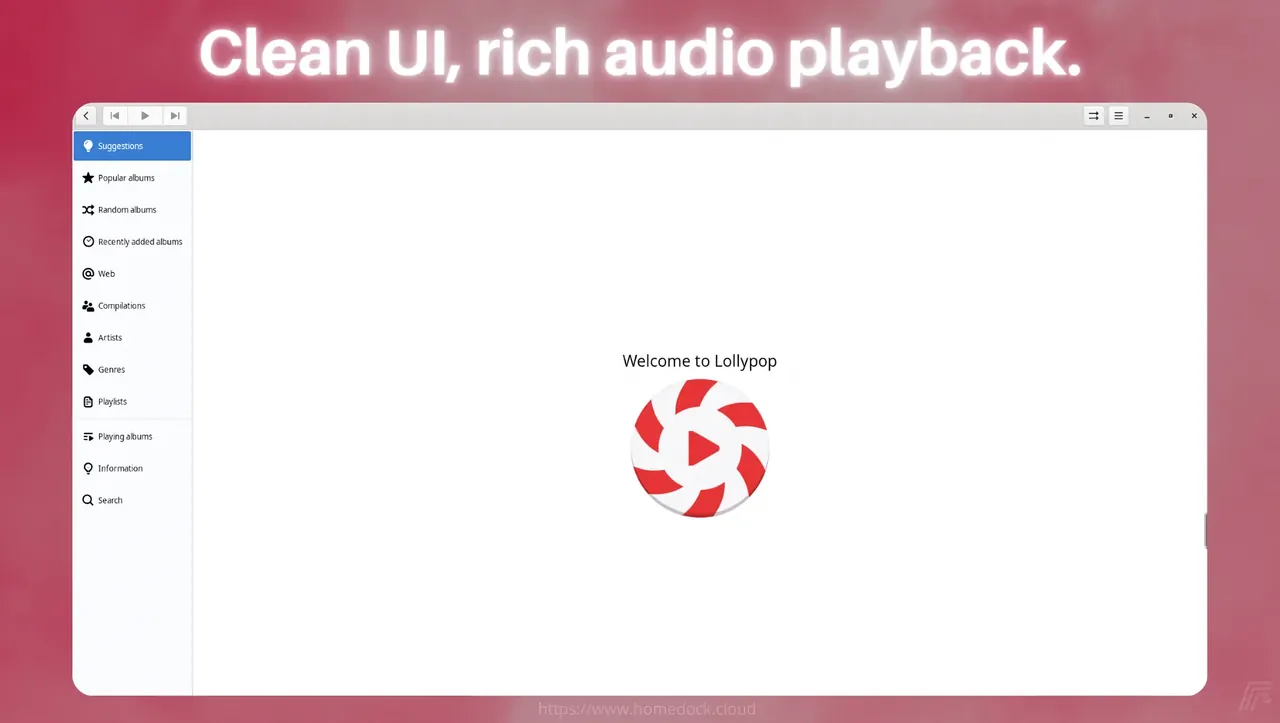 Clean UI, rich audio playback.
Suggestions
Popular albums
Random albums
Recently added albums
Web
Compilations
Artists
Genres
Playlists
Playing albums
Information
Search
Welcome to Lollypop
https://www.homedock.cloud